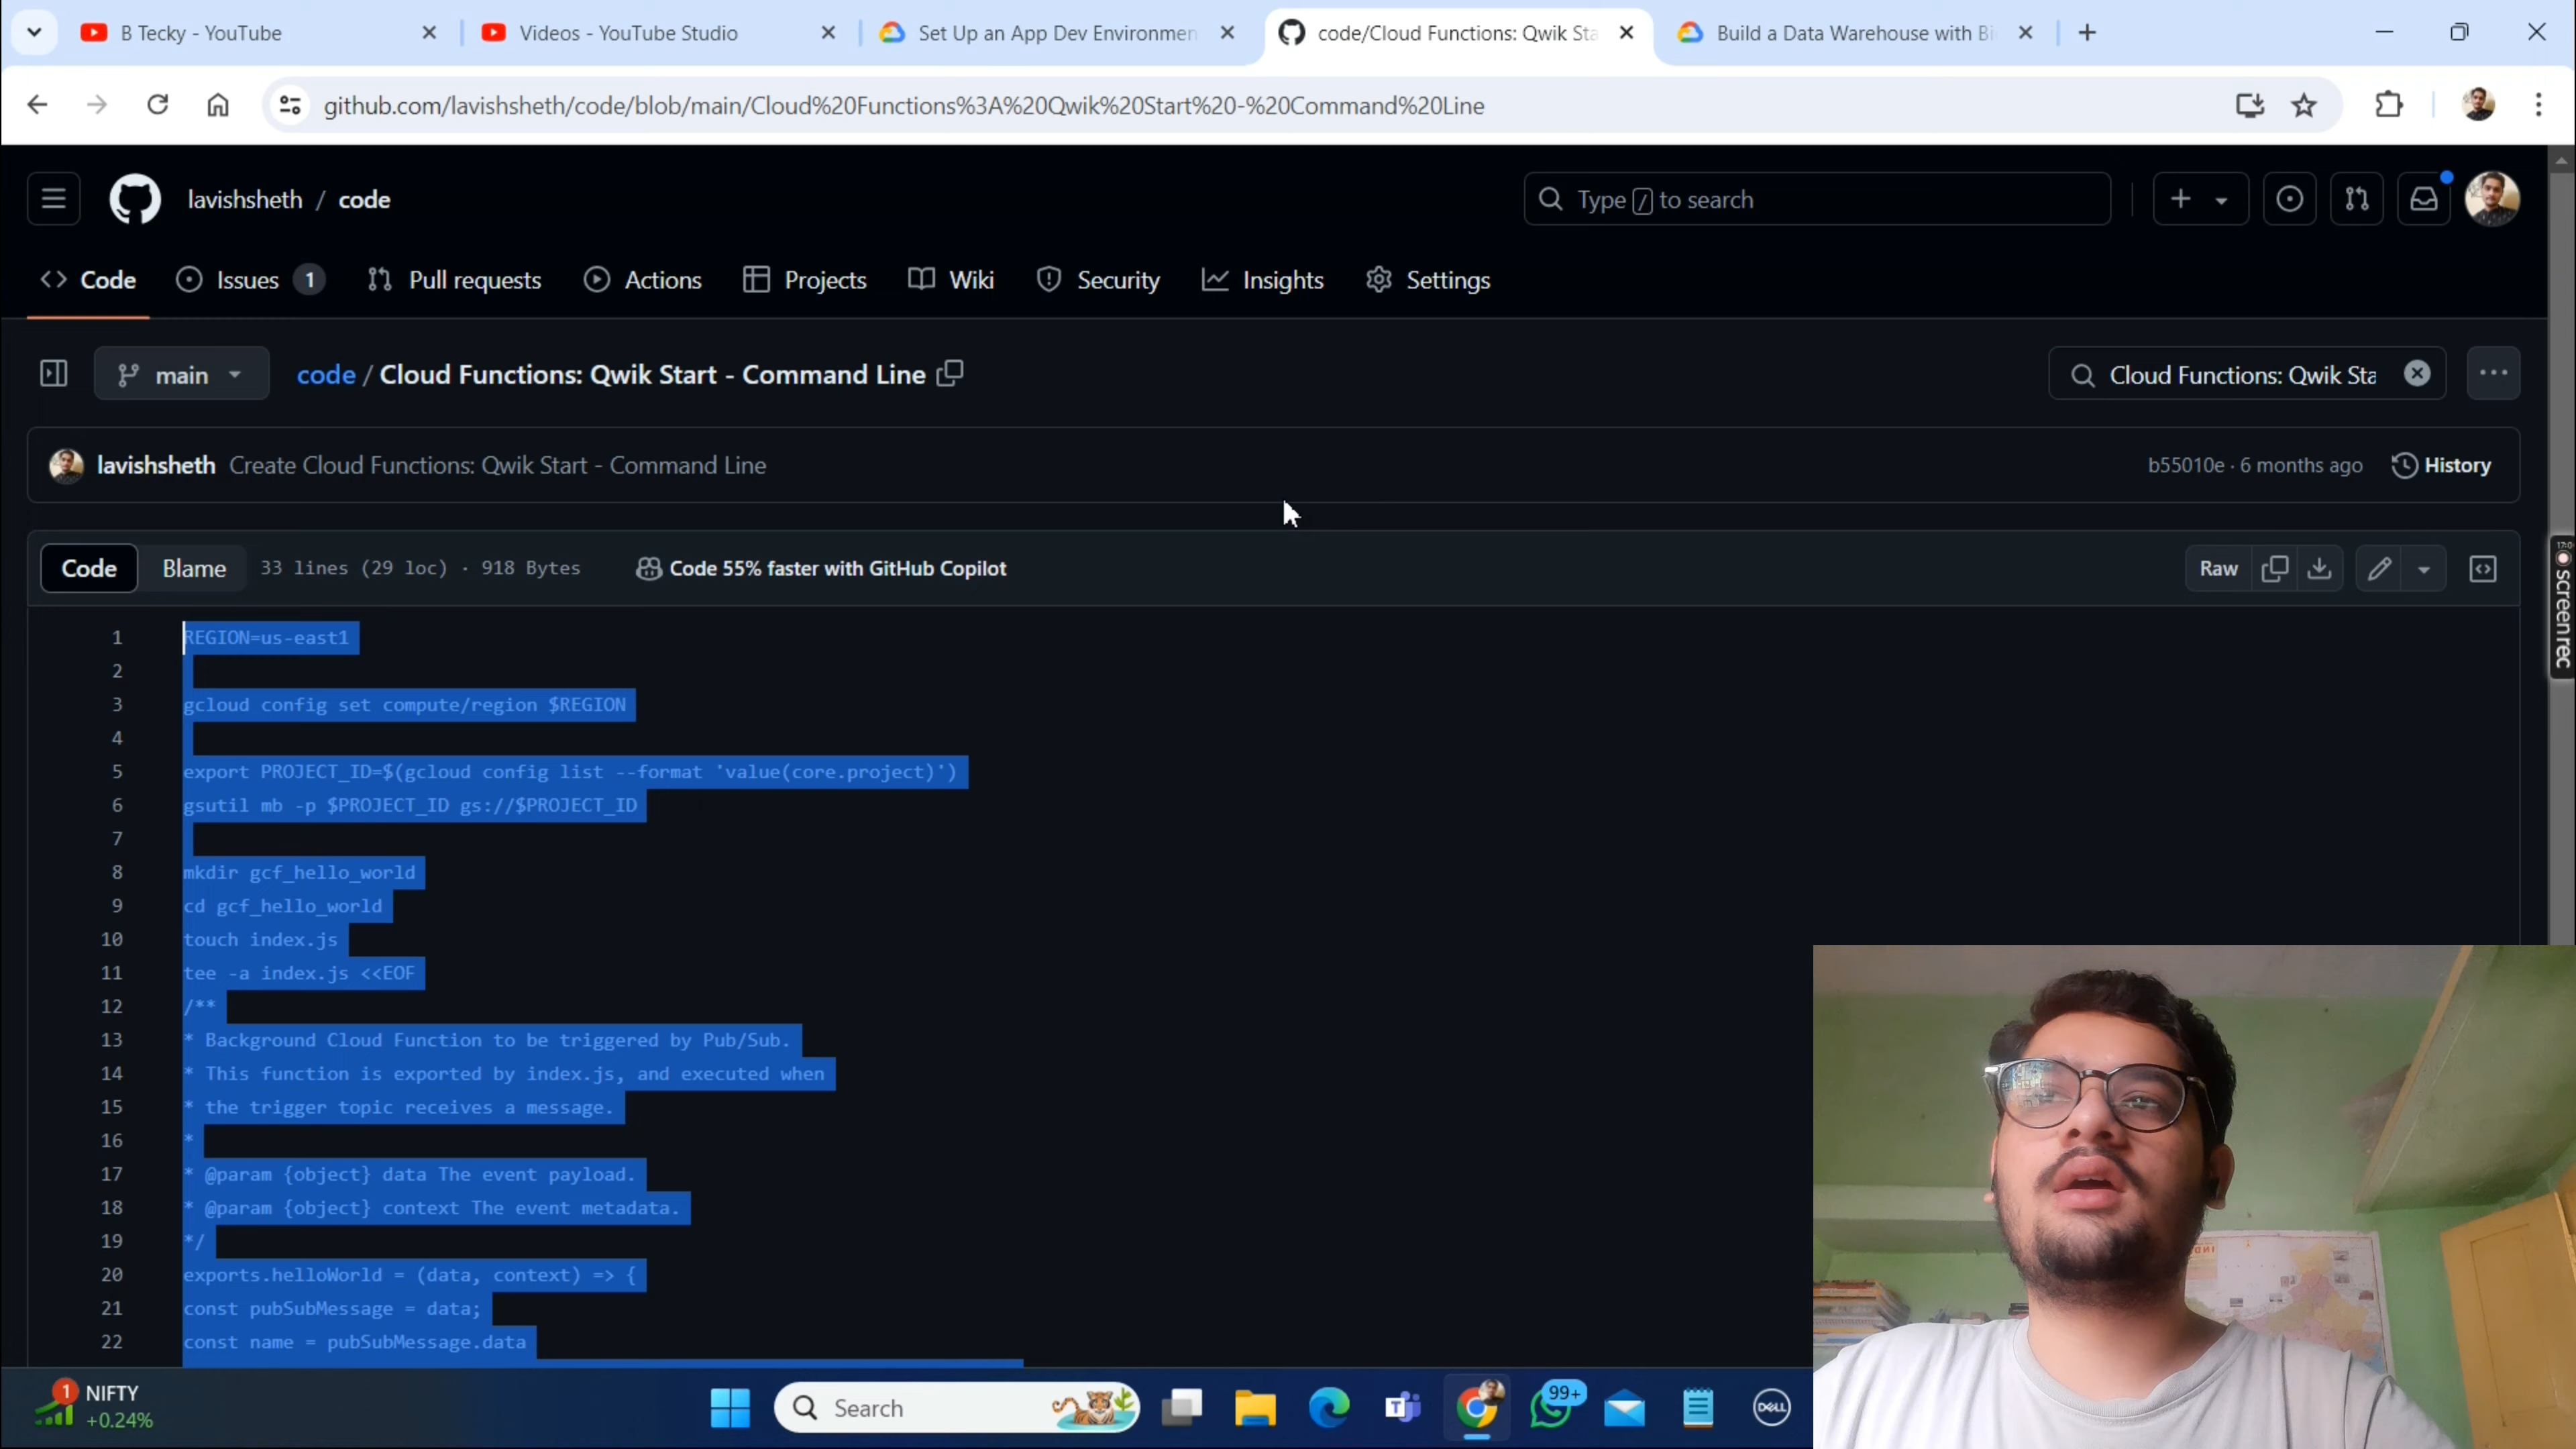 B Tecky - YouTube
Videos - YouTube Studio
Set Up an App Dev Environmen
code/Cloud Functions: Qwik Sta
Build a Data Warehouse with Bi
github.com/lavishsheth/code/blob/main/Cloud%20Functions%3A%20Qwik%20Start%20-%20Command%20Line
lavishsheth / code
Type / to search
Code
Issues 1
Pull requests
Actions
Projects
Wiki
Security
Insights
Settings
main
code / Cloud Functions: Qwik Start - Command Line
Cloud Functions: Qwik Sta
lavishsheth Create Cloud Functions: Qwik Start - Command Line
b55010e · 6 months ago
History
Code
Blame
33 lines (29 loc) · 918 Bytes
Code 55% faster with GitHub Copilot
Raw
1 REGION=us-east1
2
3 gcloud config set compute/region $REGION
4
5 export PROJECT_ID=$(gcloud config list --format 'value(core.project)')
6 gsutil mb -p $PROJECT_ID gs://$PROJECT_ID
7
8 mkdir gcf_hello_world
9 cd gcf_hello_world
10 touch index.js
11 tee -a index.js <<EOF
12 /**
13 * Background Cloud Function to be triggered by Pub/Sub.
14 * This function is exported by index.js, and executed when
15 * the trigger topic receives a message.
16 *
17 * @param {object} data The event payload.
18 * @param {object} context The event metadata.
19 */
20 exports.helloWorld = (data, context) => {
21 const pubSubMessage = data;
22 const name = pubSubMessage.data
screenrec
1
NIFTY
+0.24%
Search
99+
DELL